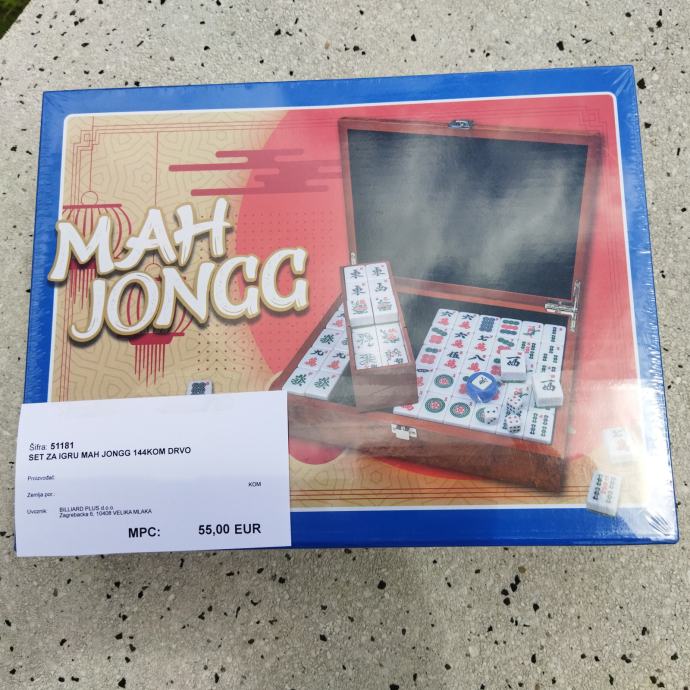 MAH
JONGG
Šifra: 51181
SET ZA IGRU MAH JONGG 144KOM DRVO
Proizvođač:
KOM
Zemlja por.:
Uvoznik: BILLIARD PLUS d.o.o.
Zagrebačka 6, 10408 VELIKA MLAKA
MPC: 55,00 EUR